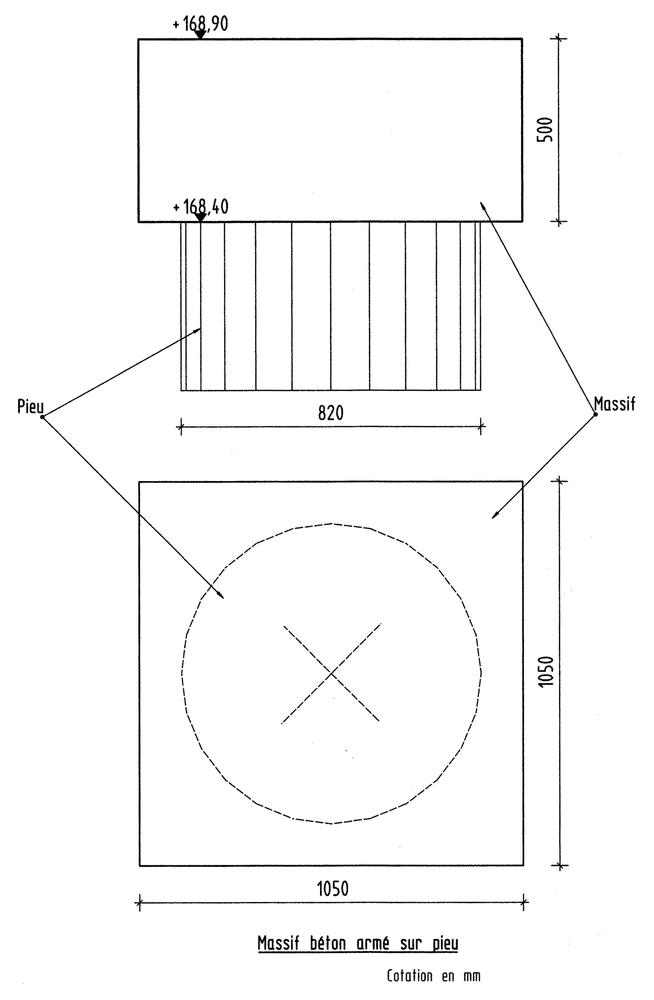 +168,90
500
+168,40
Pieu
Massif
820
1050
1050
Massif béton armé sur pieu
Cotation en mm